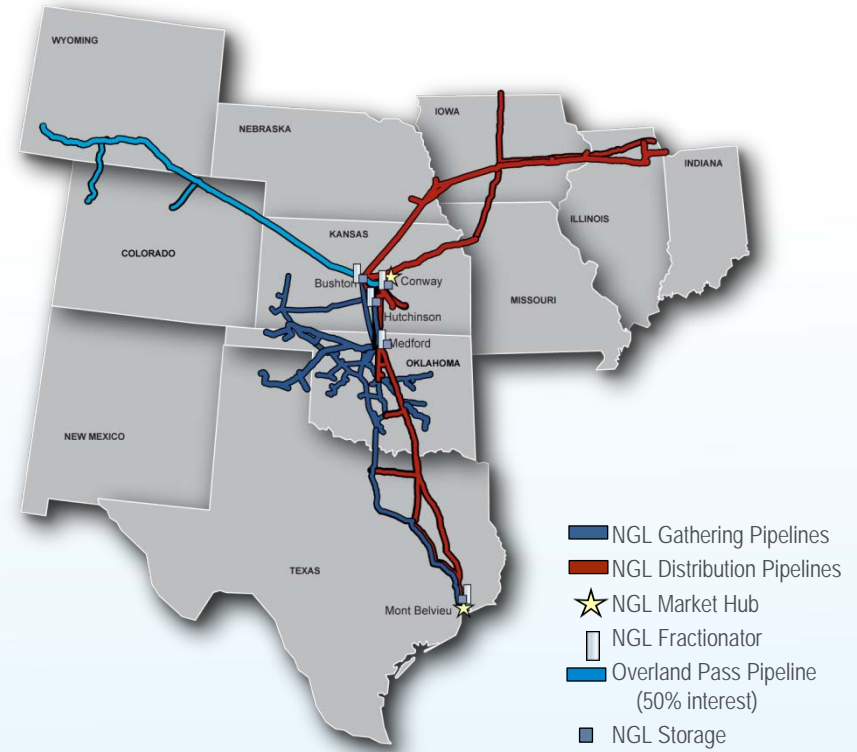 WYOMING
NEBRASKA
IOWA
INDIANA
ILLINOIS
KANSAS
COLORADO
Bushton
Conway
MISSOURI
Hutchinson
Medford
OKLAHOMA
NEW MEXICO
TEXAS
Mont Belvieu
NGL Gathering Pipelines
NGL Distribution Pipelines
NGL Market Hub
NGL Fractionator
Overland Pass Pipeline
(50% interest)
NGL Storage